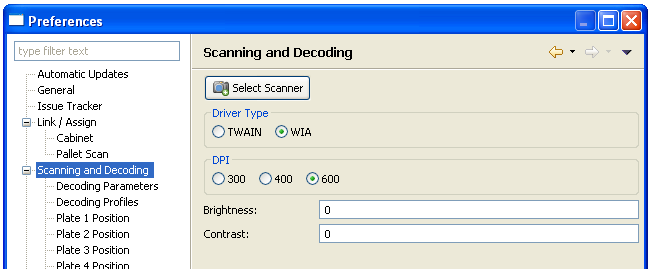 Preferences
type filter text
Automatic Updates
General
Issue Tracker
Link / Assign
Cabinet
Pallet Scan
Scanning and Decoding
Decoding Parameters
Decoding Profiles
Plate 1 Position
Plate 2 Position
Plate 3 Position
Plate 4 Position
Scanning and Decoding
Select Scanner
Driver Type
TWAIN WIA
DPI
300 400 600
Brightness: 0
Contrast: 0